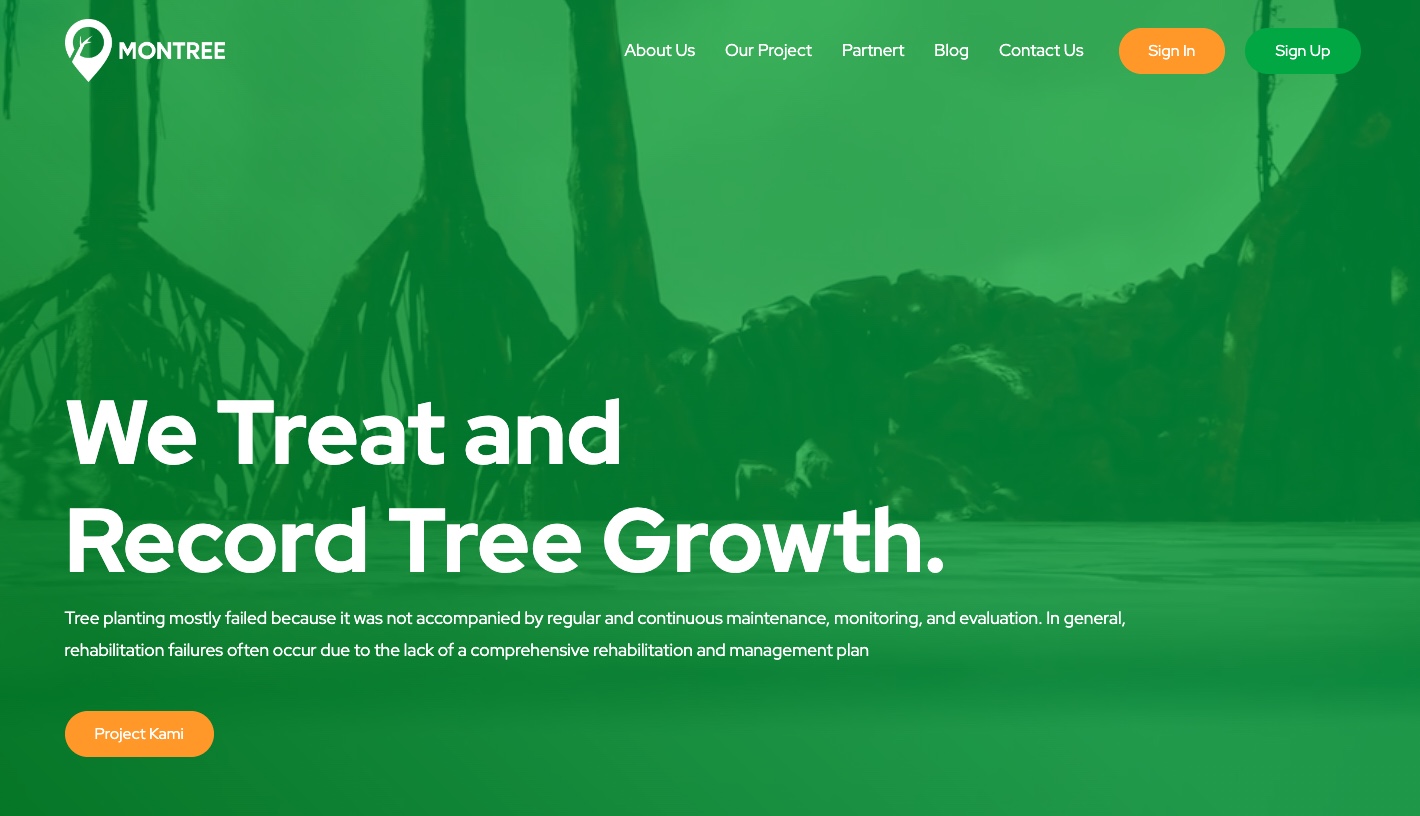 MONTREE
About Us Our Project Partnert Blog Contact Us Sign In Sign Up
We Treat and
Record Tree Growth.
Tree planting mostly failed because it was not accompanied by regular and continuous maintenance, monitoring, and evaluation. In general,
rehabilitation failures often occur due to the lack of a comprehensive rehabilitation and management plan
Project Kami